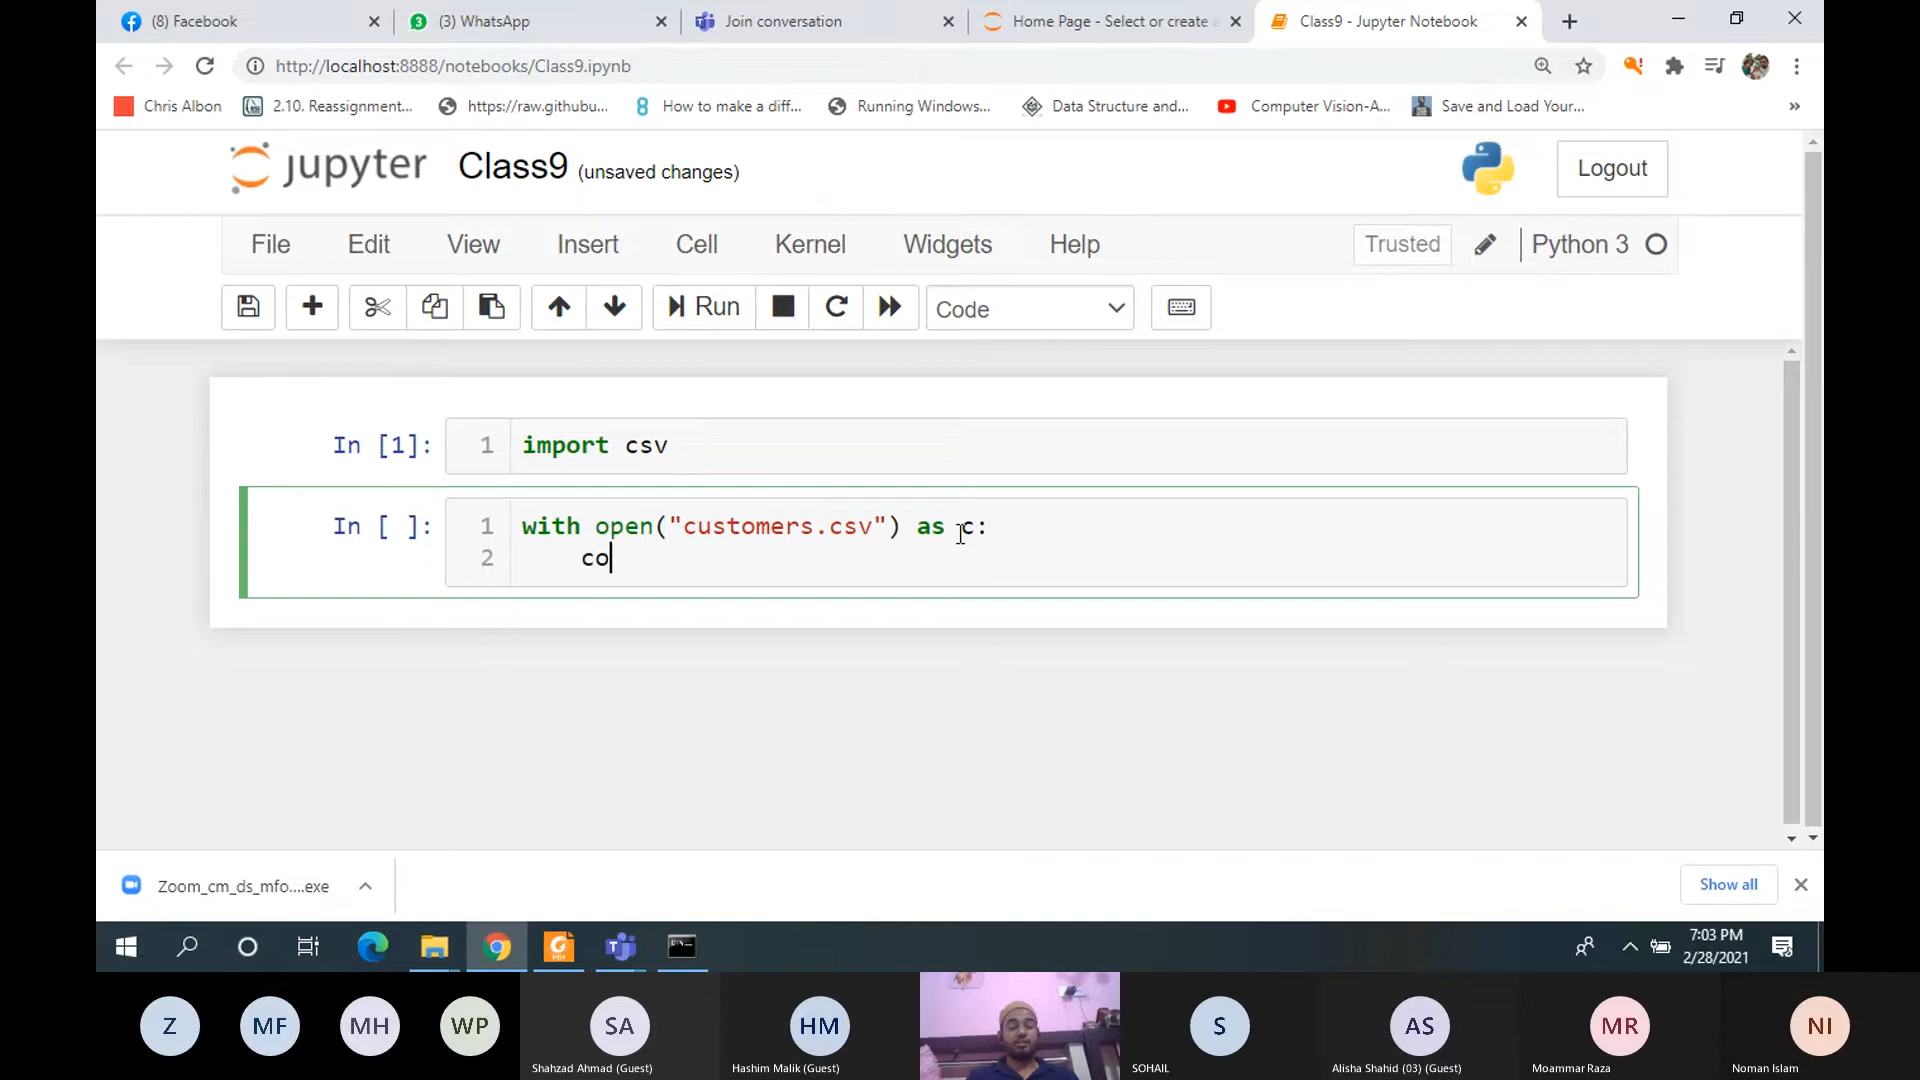 (8) Facebook
(3) WhatsApp
Join conversation
Home Page - Select or create a
Class9 - Jupyter Notebook
http://localhost:8888/notebooks/Class9.ipynb
Chris Albon
2.10. Reassignment...
https://raw.githubu...
How to make a diff...
Running Windows...
Data Structure and...
Computer Vision-A...
Save and Load Your...
»
jupyter Class9 (unsaved changes)
Logout
File Edit View Insert Cell Kernel Widgets Help
Trusted
Python 3
Run
Code
In [1]:
1 import csv
In [ ]:
1 with open("customers.csv") as c:
2 co
Zoom_cm_ds_mfo....exe
Show all
PDF
7:03 PM
2/28/2021
Z
MF
MH
WP
SA
Shahzad Ahmad (Guest)
HM
Hashim Malik (Guest)
S
SOHAIL
AS
Alisha Shahid (03) (Guest)
MR
Moammar Raza
NI
Noman Islam